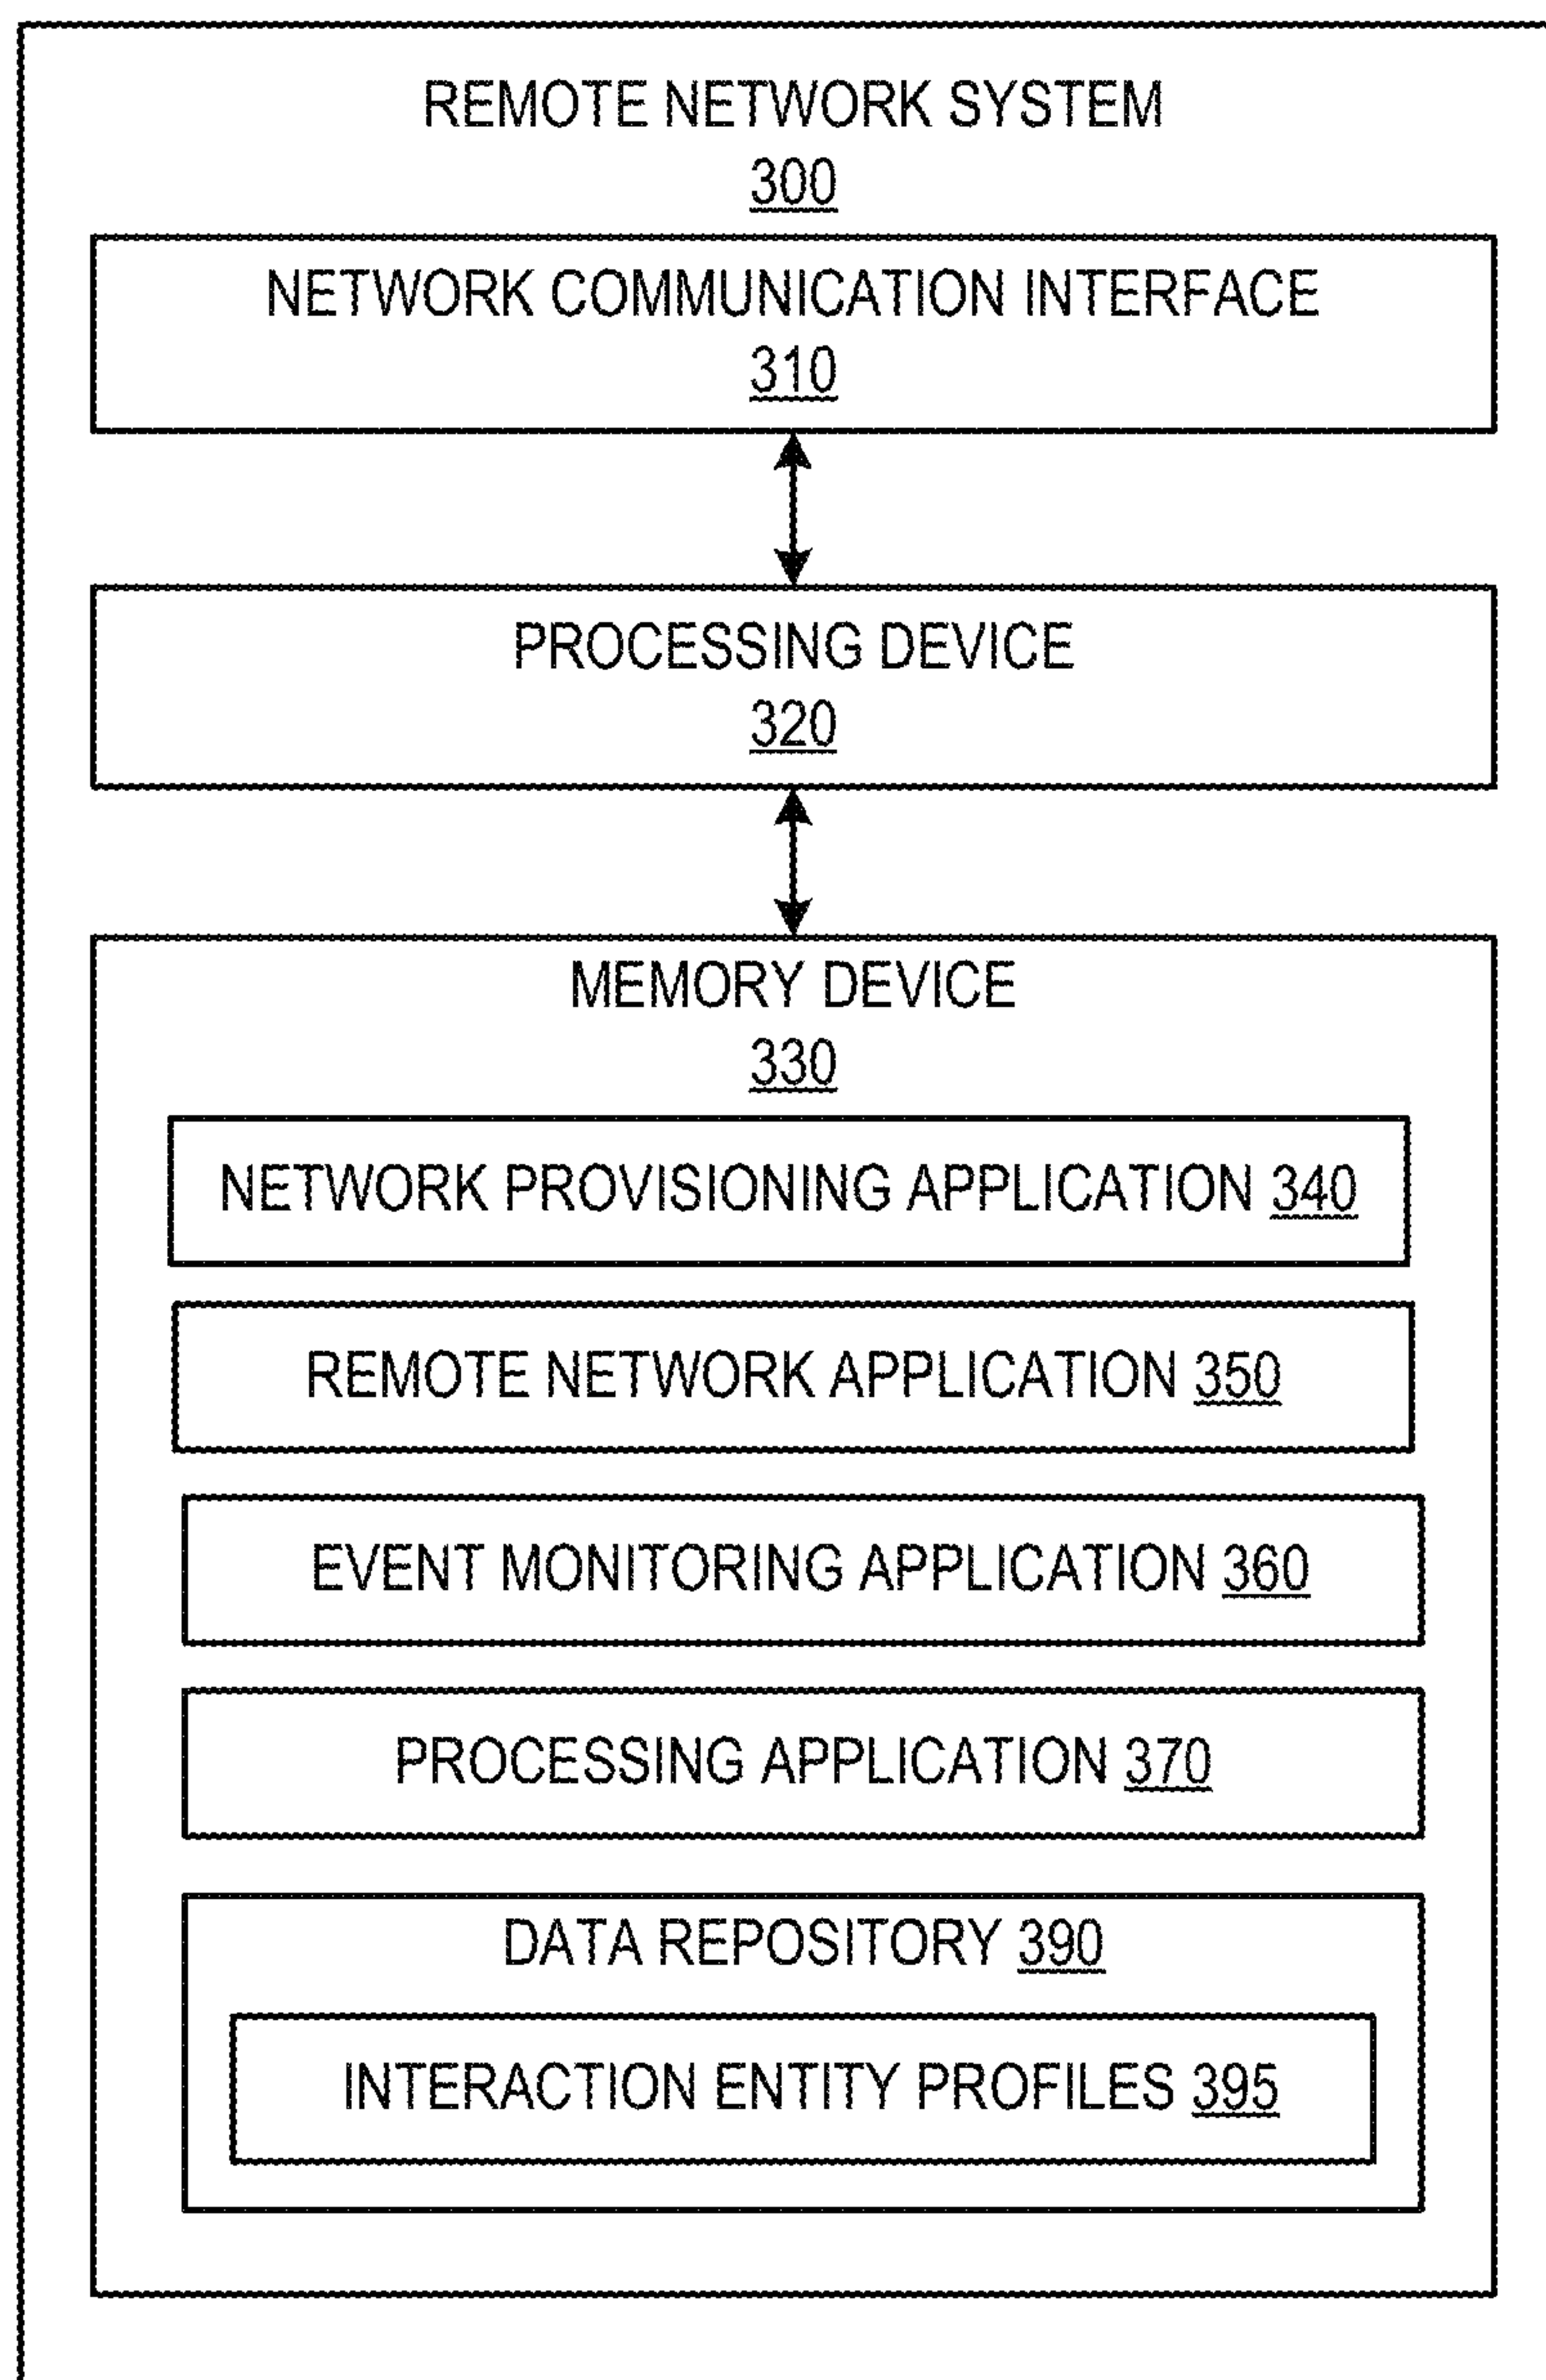 REMOTE NETWORK SYSTEM
300
NETWORK COMMUNICATION INTERFACE
310
PROCESSING DEVICE
320
MEMORY DEVICE
330
NETWORK PROVISIONING APPLICATION 340
REMOTE NETWORK APPLICATION 350
EVENT MONITORING APPLICATION 360
PROCESSING APPLICATION 370
DATA REPOSITORY 390
INTERACTION ENTITY PROFILES 395